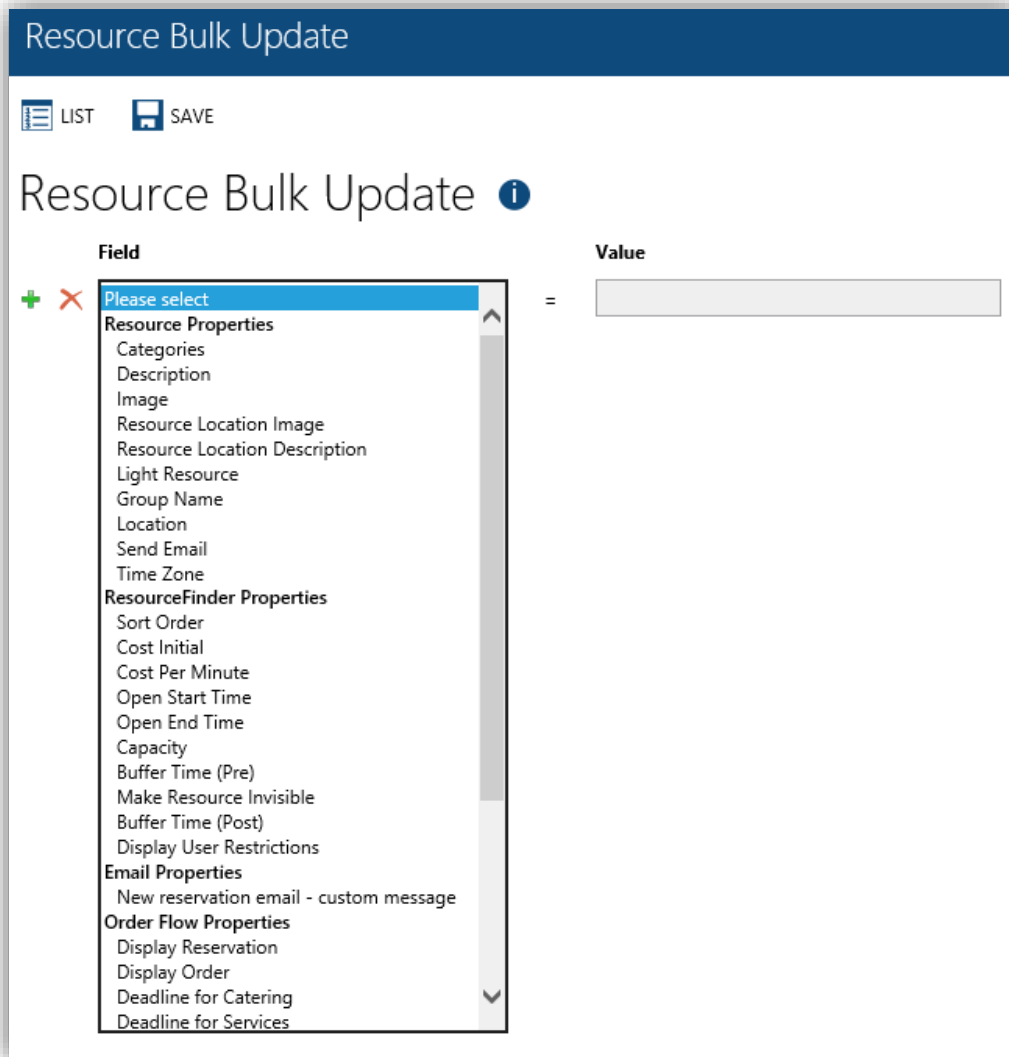 Resource Bulk Update
LIST SAVE
Resource Bulk Update i
Field Value
Please select =
Resource Properties
Categories
Description
Image
Resource Location Image
Resource Location Description
Light Resource
Group Name
Location
Send Email
Time Zone
ResourceFinder Properties
Sort Order
Cost Initial
Cost Per Minute
Open Start Time
Open End Time
Capacity
Buffer Time (Pre)
Make Resource Invisible
Buffer Time (Post)
Display User Restrictions
Email Properties
New reservation email - custom message
Order Flow Properties
Display Reservation
Display Order
Deadline for Catering
Deadline for Services